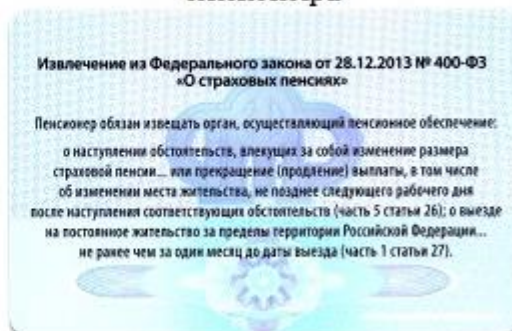 Извлечение из Федерального закона от 28.12.2013 № 400-ФЗ
«О страховых пенсиях»
Пенсионер обязан извещать орган, осуществляющий пенсионное обеспечение:
о наступлении обстоятельств, влекущих за собой изменение размера
страховой пенсии... или прекращение (продление) выплаты, в том числе
об изменении места жительства, не позднее следующего рабочего дня
после наступления соответствующих обстоятельств (часть 5 статьи 26); о выезде
на постоянное жительство за пределы территории Российской Федерации...
не ранее чем за один месяц до даты выезда (часть 1 статьи 27).